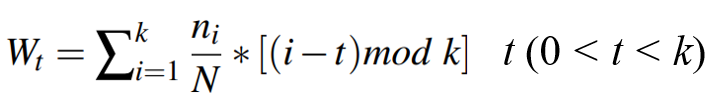 W_t = \sum_{i=1}^{k} \frac{n_i}{N} * [(i-t) mod k]   t (0 < t < k)